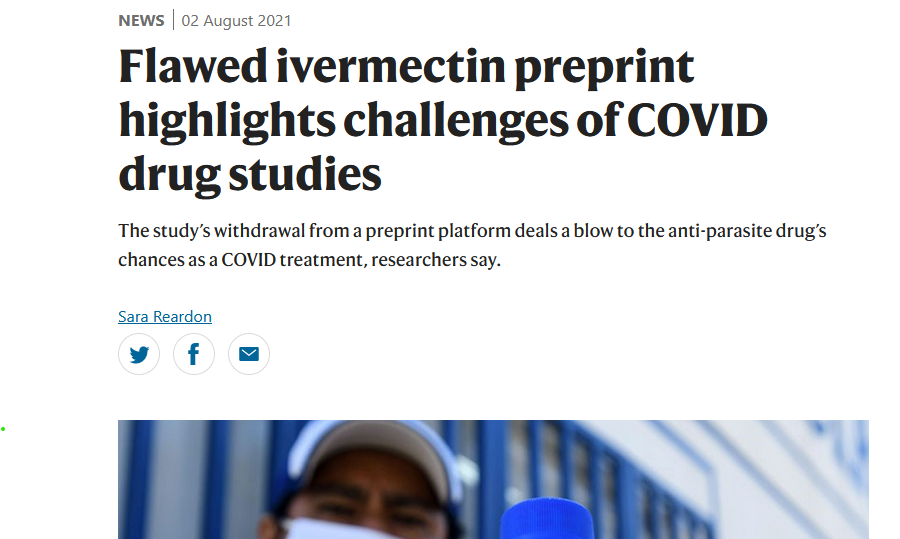 NEWS | 02 August 2021
Flawed ivermectin preprint
highlights challenges of COVID
drug studies
The study’s withdrawal from a preprint platform deals a blow to the anti-parasite drug’s
chances as a COVID treatment, researchers say.
Sara Reardon